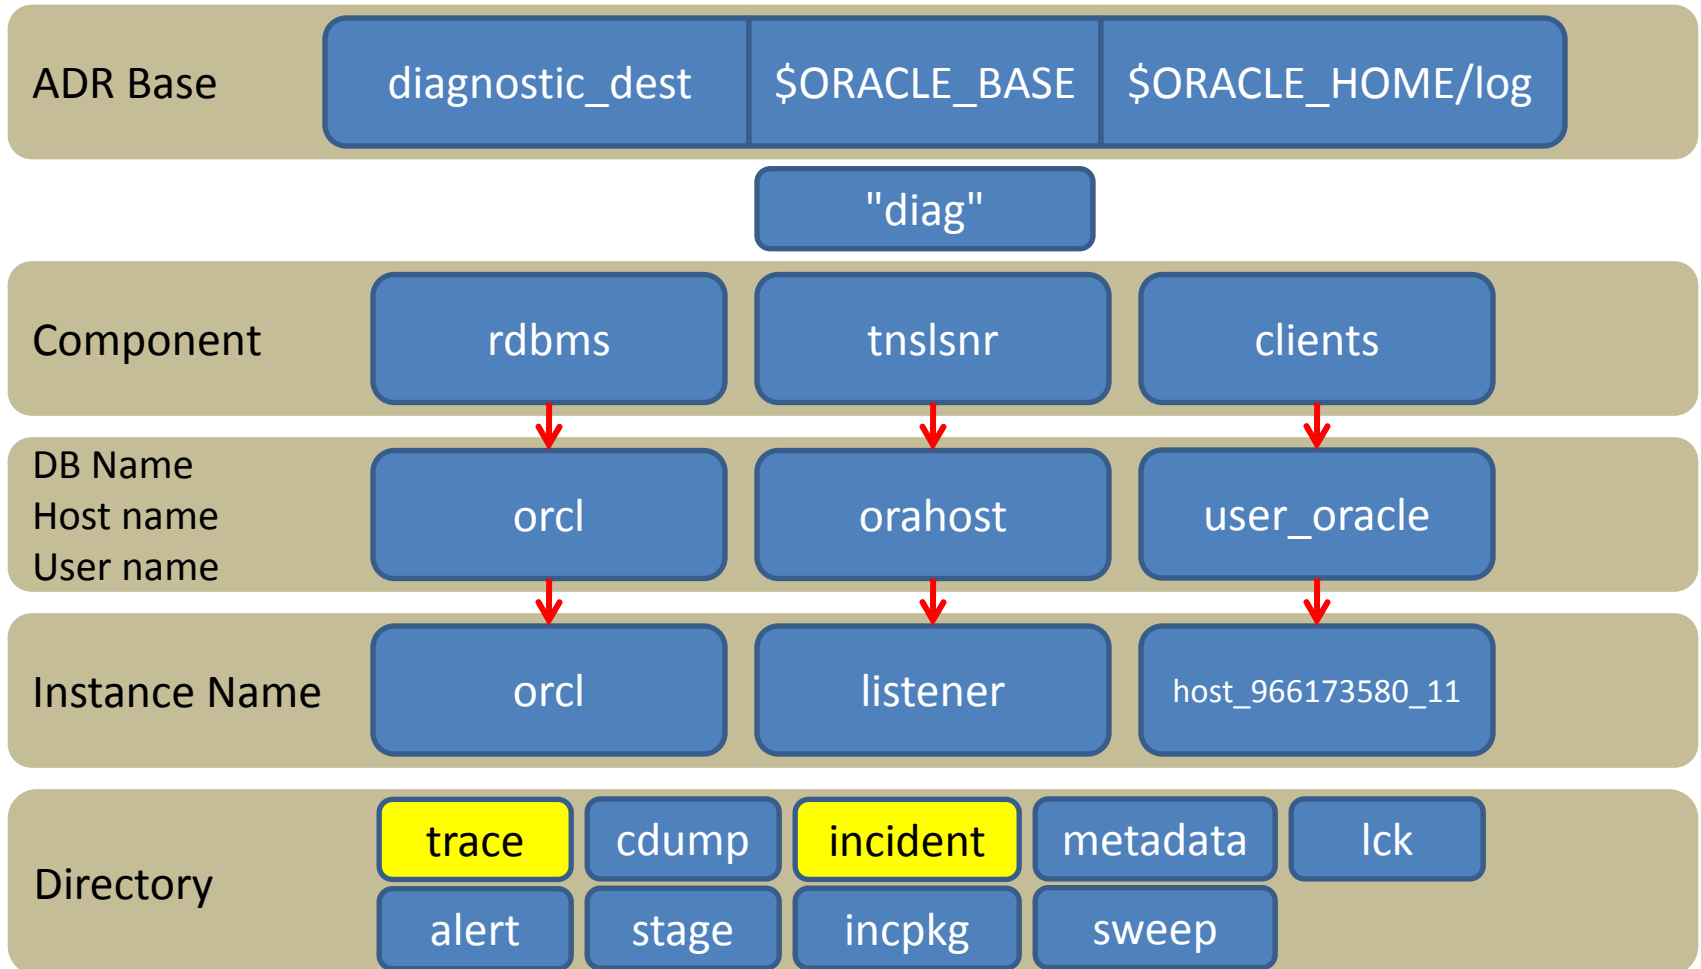 ADR Base
diagnostic_dest
$ORACLE_BASE
$ORACLE_HOME/log
"diag"
Component
rdbms
tnslsnr
clients
DB Name
Host name
User name
orcl
orahost
user_oracle
Instance Name
orcl
listener
host_966173580_11
Directory
trace
cdump
incident
metadata
lck
alert
stage
incpkg
sweep